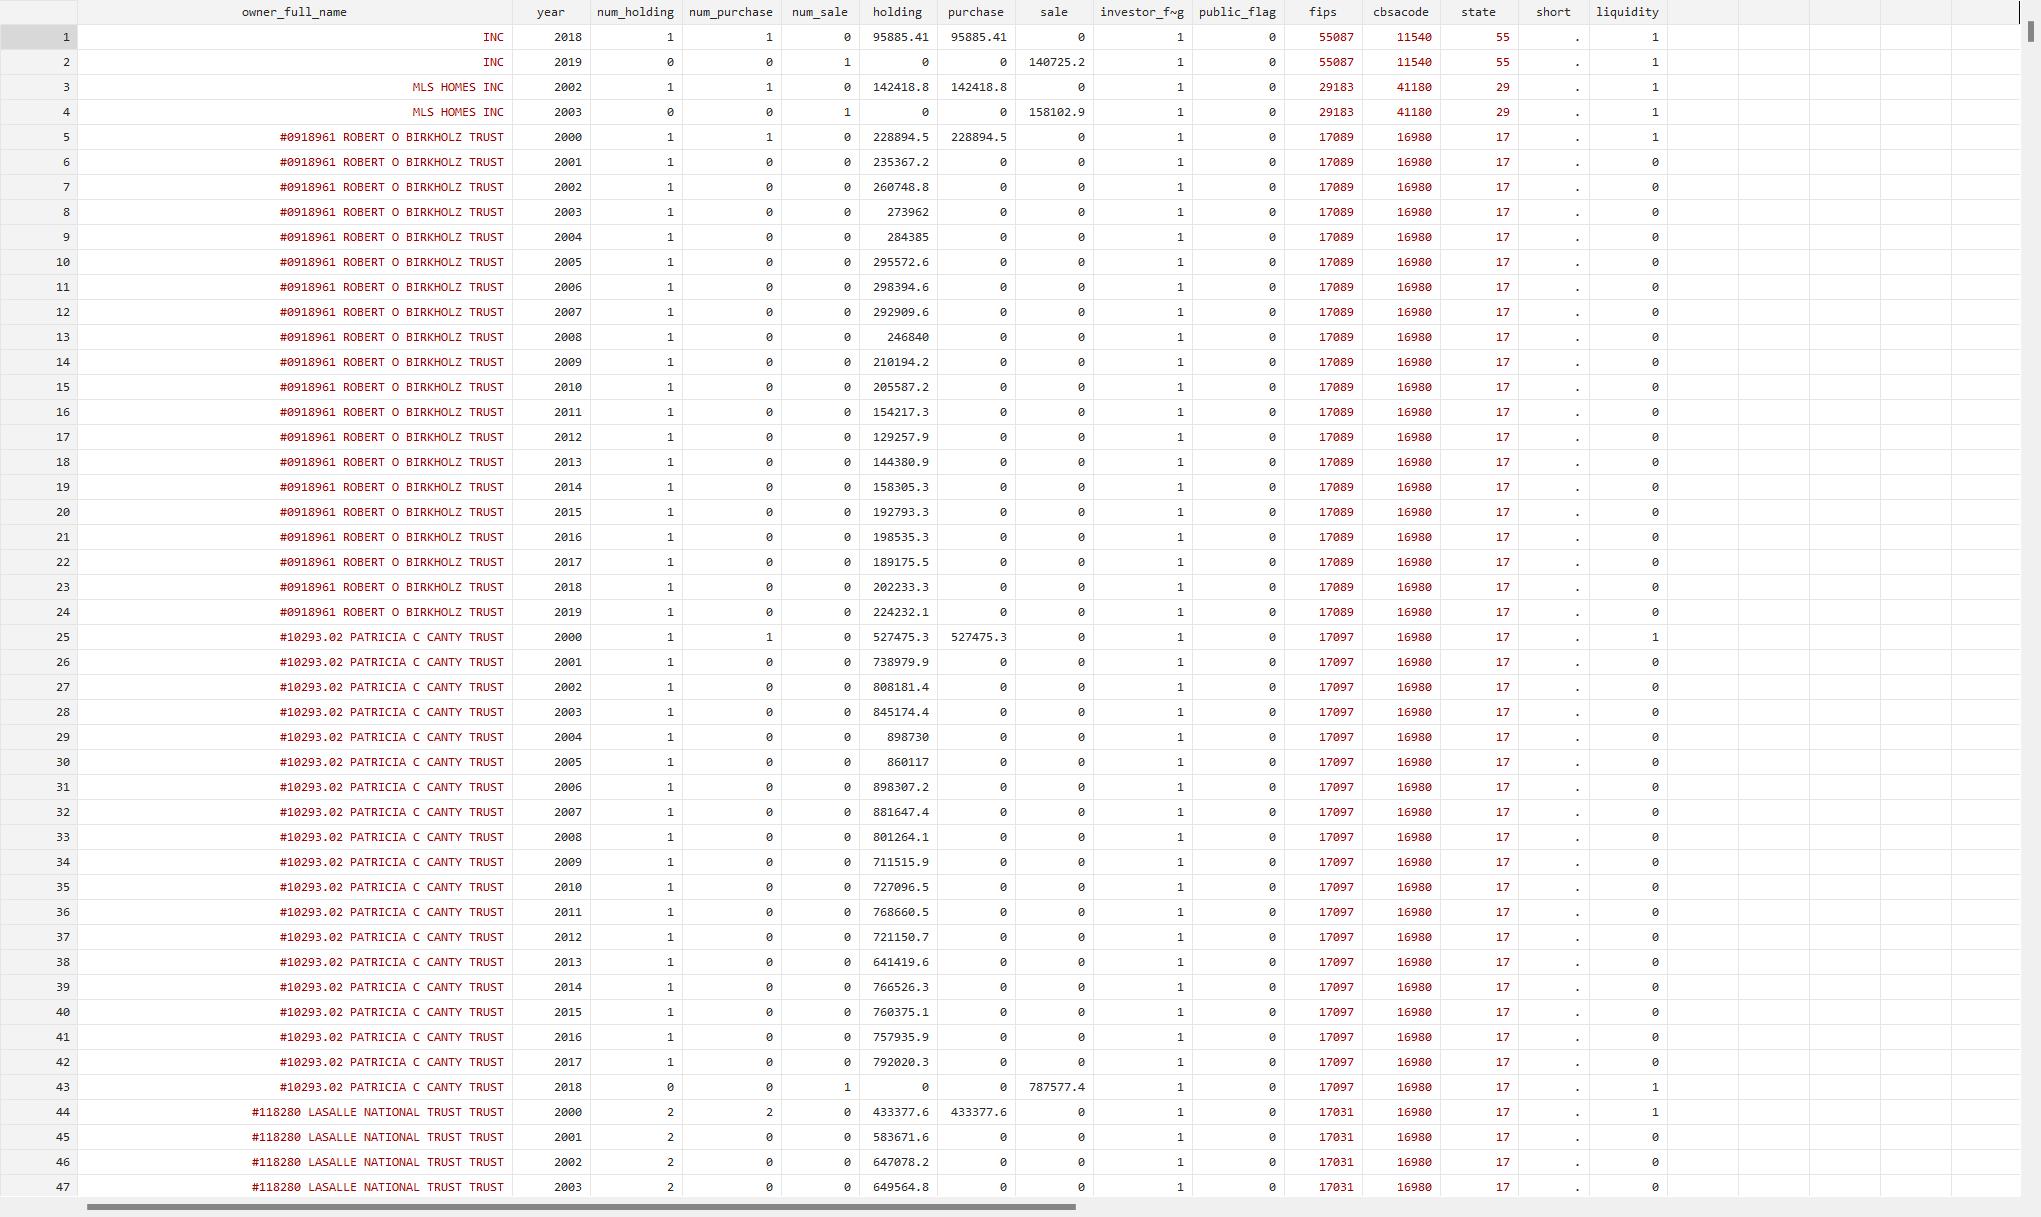 owner_full_name year num_holding num_purchase num_sale holding purchase sale investor_f~g public_flag fips cbsacode state short liquidity
1 INC 2018 1 1 0 95885.41 95885.41 0 1 0 55087 11540 55 . 1
2 INC 2019 0 0 1 0 0 140725.2 1 0 55087 11540 55 . 1
3 MLS HOMES INC 2002 1 1 0 142418.8 142418.8 0 1 0 29183 41180 29 . 1
4 MLS HOMES INC 2003 0 0 1 0 0 158102.9 1 0 29183 41180 29 . 1
5 #0918961 ROBERT O BIRKHOLZ TRUST 2000 1 1 0 228894.5 228894.5 0 1 0 17089 16980 17 . 1
6 #0918961 ROBERT O BIRKHOLZ TRUST 2001 1 0 0 235367.2 0 0 1 0 17089 16980 17 . 0
7 #0918961 ROBERT O BIRKHOLZ TRUST 2002 1 0 0 260748.8 0 0 1 0 17089 16980 17 . 0
8 #0918961 ROBERT O BIRKHOLZ TRUST 2003 1 0 0 273962 0 0 1 0 17089 16980 17 . 0
9 #0918961 ROBERT O BIRKHOLZ TRUST 2004 1 0 0 284385 0 0 1 0 17089 16980 17 . 0
10 #0918961 ROBERT O BIRKHOLZ TRUST 2005 1 0 0 295572.6 0 0 1 0 17089 16980 17 . 0
11 #0918961 ROBERT O BIRKHOLZ TRUST 2006 1 0 0 298394.6 0 0 1 0 17089 16980 17 . 0
12 #0918961 ROBERT O BIRKHOLZ TRUST 2007 1 0 0 292909.6 0 0 1 0 17089 16980 17 . 0
13 #0918961 ROBERT O BIRKHOLZ TRUST 2008 1 0 0 246840 0 0 1 0 17089 16980 17 . 0
14 #0918961 ROBERT O BIRKHOLZ TRUST 2009 1 0 0 210194.2 0 0 1 0 17089 16980 17 . 0
15 #0918961 ROBERT O BIRKHOLZ TRUST 2010 1 0 0 205587.2 0 0 1 0 17089 16980 17 . 0
16 #0918961 ROBERT O BIRKHOLZ TRUST 2011 1 0 0 154217.3 0 0 1 0 17089 16980 17 . 0
17 #0918961 ROBERT O BIRKHOLZ TRUST 2012 1 0 0 129257.9 0 0 1 0 17089 16980 17 . 0
18 #0918961 ROBERT O BIRKHOLZ TRUST 2013 1 0 0 144380.9 0 0 1 0 17089 16980 17 . 0
19 #0918961 ROBERT O BIRKHOLZ TRUST 2014 1 0 0 158305.3 0 0 1 0 17089 16980 17 . 0
20 #0918961 ROBERT O BIRKHOLZ TRUST 2015 1 0 0 192793.3 0 0 1 0 17089 16980 17 . 0
21 #0918961 ROBERT O BIRKHOLZ TRUST 2016 1 0 0 198535.3 0 0 1 0 17089 16980 17 . 0
22 #0918961 ROBERT O BIRKHOLZ TRUST 2017 1 0 0 189175.5 0 0 1 0 17089 16980 17 . 0
23 #0918961 ROBERT O BIRKHOLZ TRUST 2018 1 0 0 202233.3 0 0 1 0 17089 16980 17 . 0
24 #0918961 ROBERT O BIRKHOLZ TRUST 2019 1 0 0 224232.1 0 0 1 0 17089 16980 17 . 0
25 #10293.02 PATRICIA C CANTY TRUST 2000 1 1 0 527475.3 527475.3 0 1 0 17097 16980 17 . 1
26 #10293.02 PATRICIA C CANTY TRUST 2001 1 0 0 738979.9 0 0 1 0 17097 16980 17 . 0
27 #10293.02 PATRICIA C CANTY TRUST 2002 1 0 0 808181.4 0 0 1 0 17097 16980 17 . 0
28 #10293.02 PATRICIA C CANTY TRUST 2003 1 0 0 845174.4 0 0 1 0 17097 16980 17 . 0
29 #10293.02 PATRICIA C CANTY TRUST 2004 1 0 0 898730 0 0 1 0 17097 16980 17 . 0
30 #10293.02 PATRICIA C CANTY TRUST 2005 1 0 0 860117 0 0 1 0 17097 16980 17 . 0
31 #10293.02 PATRICIA C CANTY TRUST 2006 1 0 0 898307.2 0 0 1 0 17097 16980 17 . 0
32 #10293.02 PATRICIA C CANTY TRUST 2007 1 0 0 881647.4 0 0 1 0 17097 16980 17 . 0
33 #10293.02 PATRICIA C CANTY TRUST 2008 1 0 0 801264.1 0 0 1 0 17097 16980 17 . 0
34 #10293.02 PATRICIA C CANTY TRUST 2009 1 0 0 711515.9 0 0 1 0 17097 16980 17 . 0
35 #10293.02 PATRICIA C CANTY TRUST 2010 1 0 0 727096.5 0 0 1 0 17097 16980 17 . 0
36 #10293.02 PATRICIA C CANTY TRUST 2011 1 0 0 768660.5 0 0 1 0 17097 16980 17 . 0
37 #10293.02 PATRICIA C CANTY TRUST 2012 1 0 0 721150.7 0 0 1 0 17097 16980 17 . 0
38 #10293.02 PATRICIA C CANTY TRUST 2013 1 0 0 641419.6 0 0 1 0 17097 16980 17 . 0
39 #10293.02 PATRICIA C CANTY TRUST 2014 1 0 0 766526.3 0 0 1 0 17097 16980 17 . 0
40 #10293.02 PATRICIA C CANTY TRUST 2015 1 0 0 760375.1 0 0 1 0 17097 16980 17 . 0
41 #10293.02 PATRICIA C CANTY TRUST 2016 1 0 0 757935.9 0 0 1 0 17097 16980 17 . 0
42 #10293.02 PATRICIA C CANTY TRUST 2017 1 0 0 792020.3 0 0 1 0 17097 16980 17 . 0
43 #10293.02 PATRICIA C CANTY TRUST 2018 0 0 1 0 0 787577.4 1 0 17097 16980 17 . 1
44 #118280 LASALLE NATIONAL TRUST TRUST 2000 2 2 0 433377.6 433377.6 0 1 0 17031 16980 17 . 1
45 #118280 LASALLE NATIONAL TRUST TRUST 2001 2 0 0 583671.6 0 0 1 0 17031 16980 17 . 0
46 #118280 LASALLE NATIONAL TRUST TRUST 2002 2 0 0 647078.2 0 0 1 0 17031 16980 17 . 0
47 #118280 LASALLE NATIONAL TRUST TRUST 2003 2 0 0 649564.8 0 0 1 0 17031 16980 17 . 0